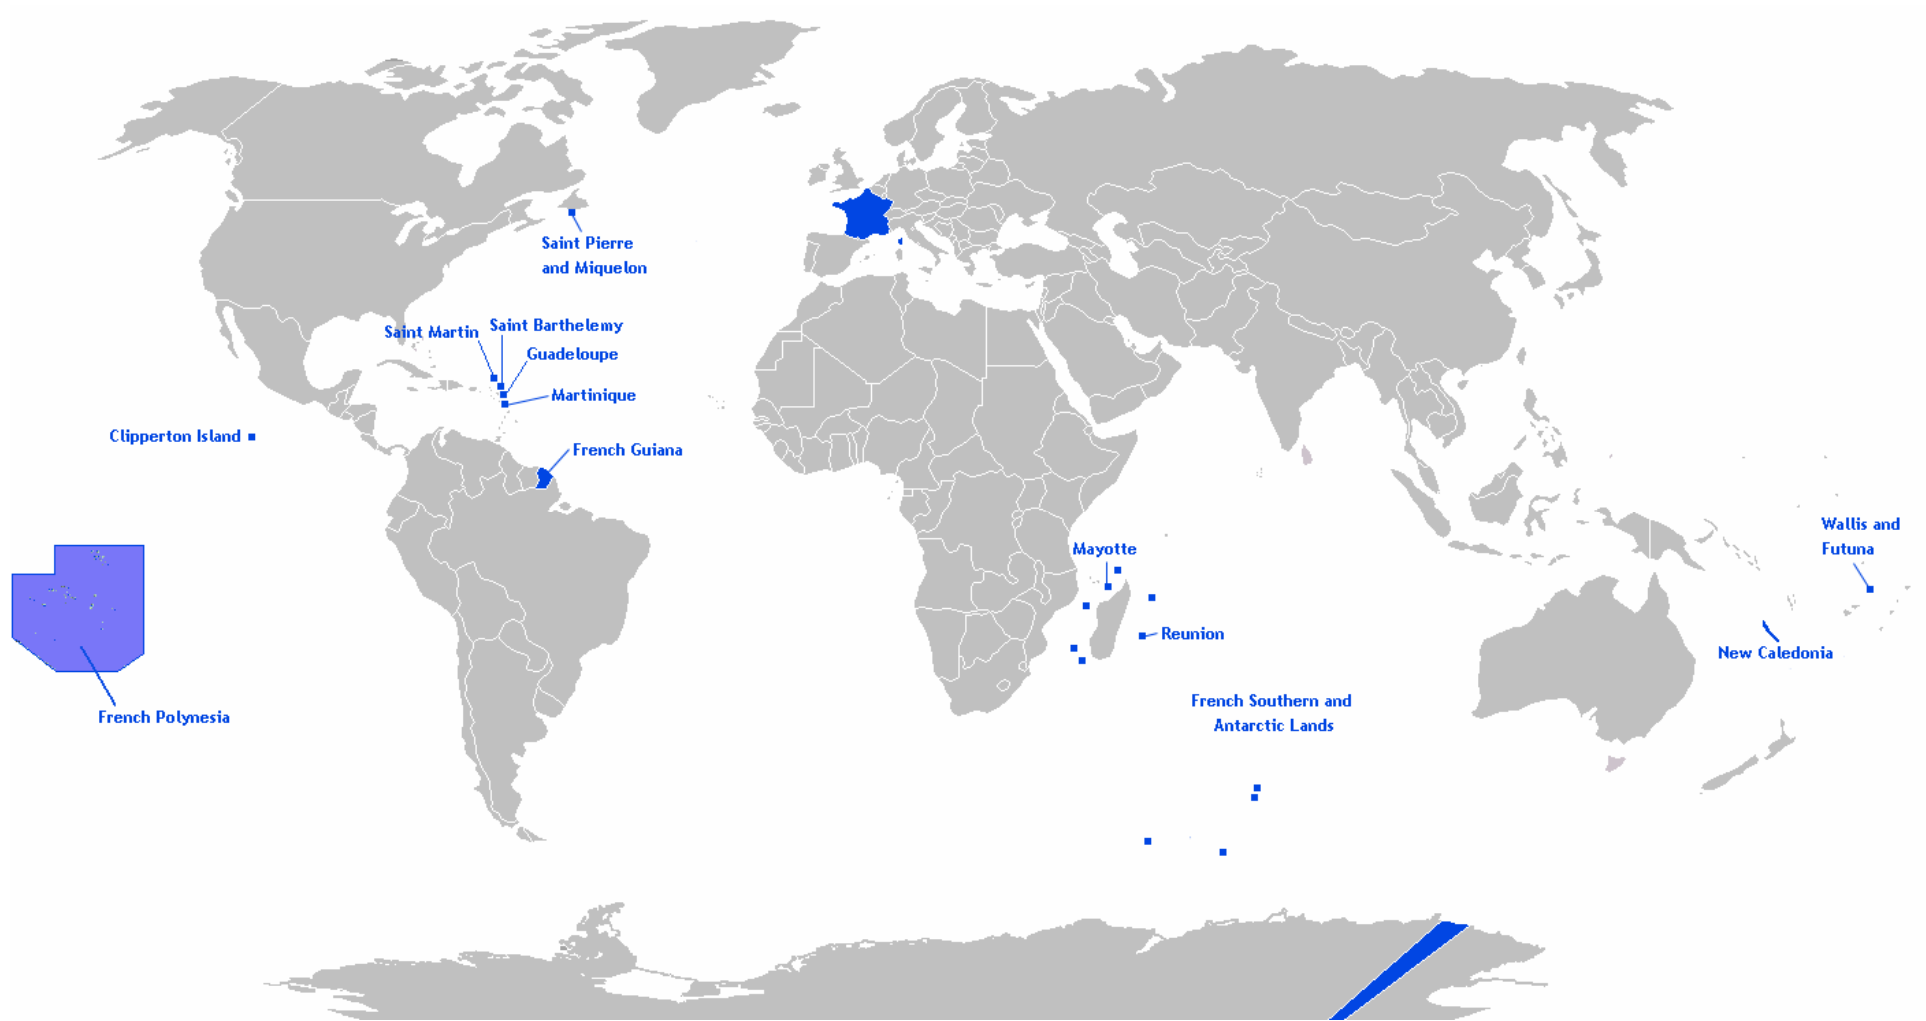 Saint Pierre
and Miquelon
Saint Martin
Saint Barthelemy
Guadeloupe
Martinique
Clipperton Island
French Guiana
Wallis and
Futuna
Mayotte
Reunion
New Caledonia
French Southern and
Antarctic Lands
French Polynesia